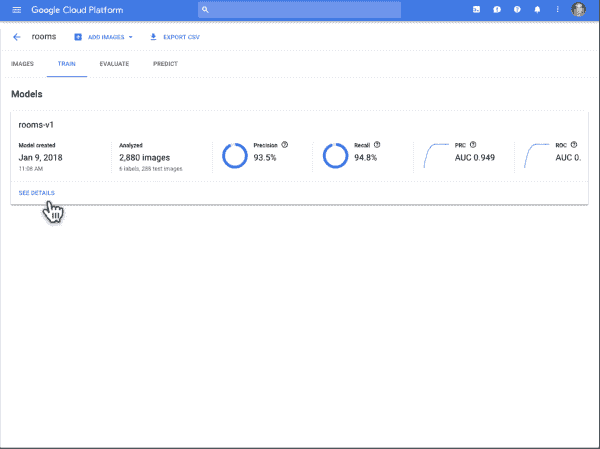 Google Cloud Platform
rooms ADD IMAGES EXPORT CSV
IMAGES TRAIN EVALUATE PREDICT
Models
rooms-v1
Model created Analyzed Precision Recall PRC ROC
Jan 9, 2018 2,880 images 93.5% 94.8% AUC 0.949 AUC 0.
11:08 AM 6 labels, 286 test images
SEE DETAILS